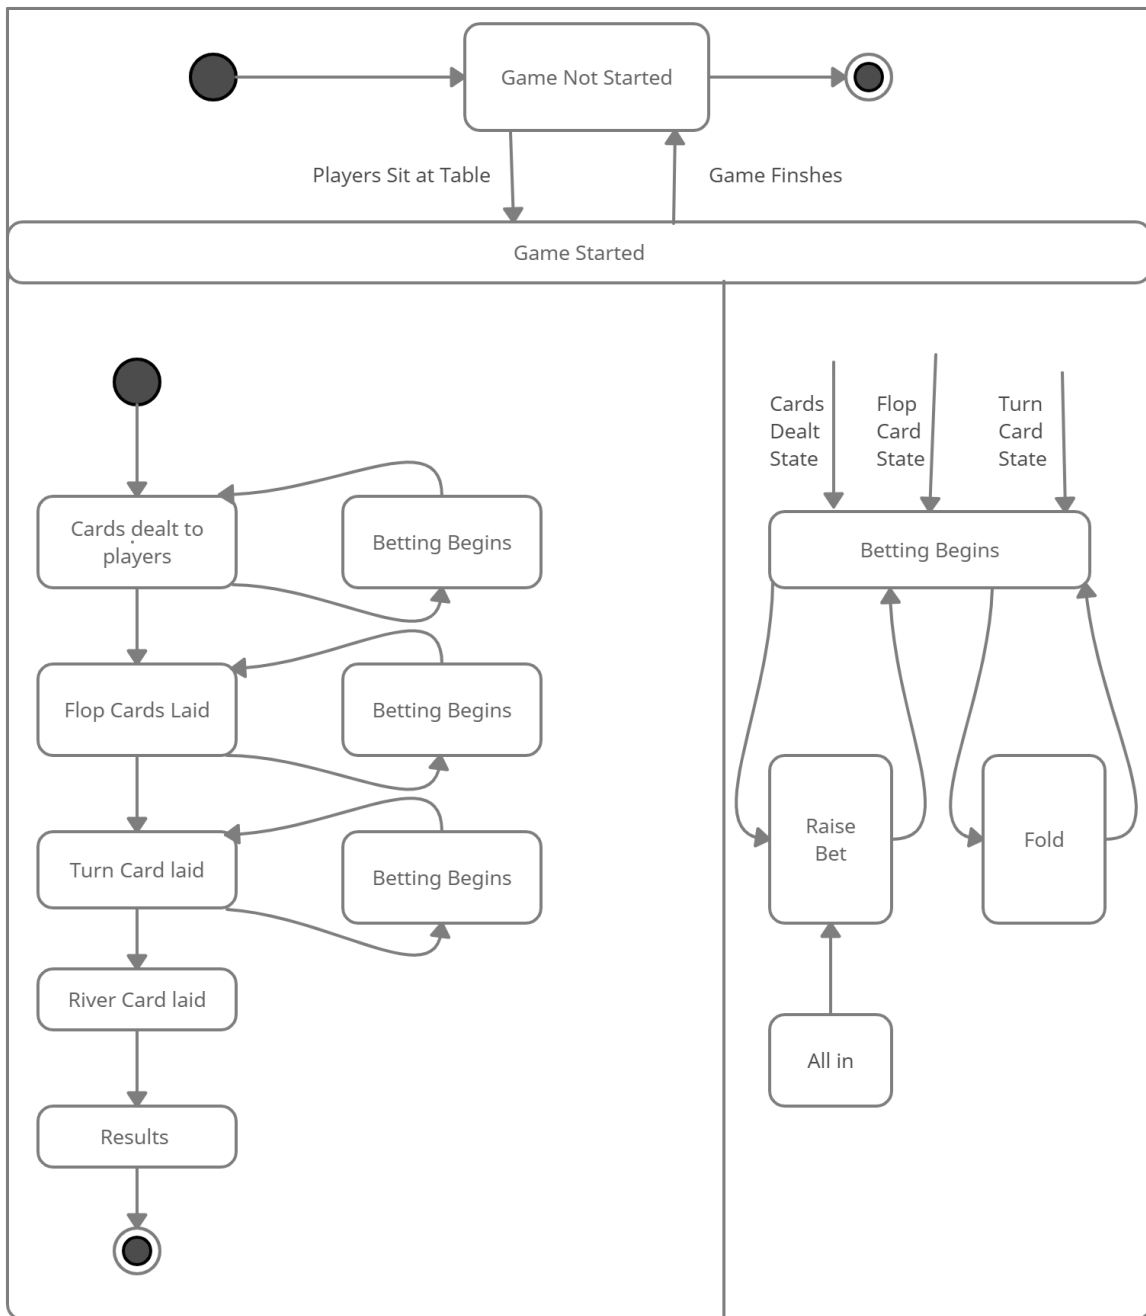 Game Not Started
Players Sit at Table
Game Finshes
Game Started
Cards dealt to
players
Betting Begins
Flop Cards Laid
Betting Begins
Turn Card laid
Betting Begins
River Card laid
Results
Cards
Dealt
State
Flop
Card
State
Turn
Card
State
Betting Begins
Raise
Bet
Fold
All in